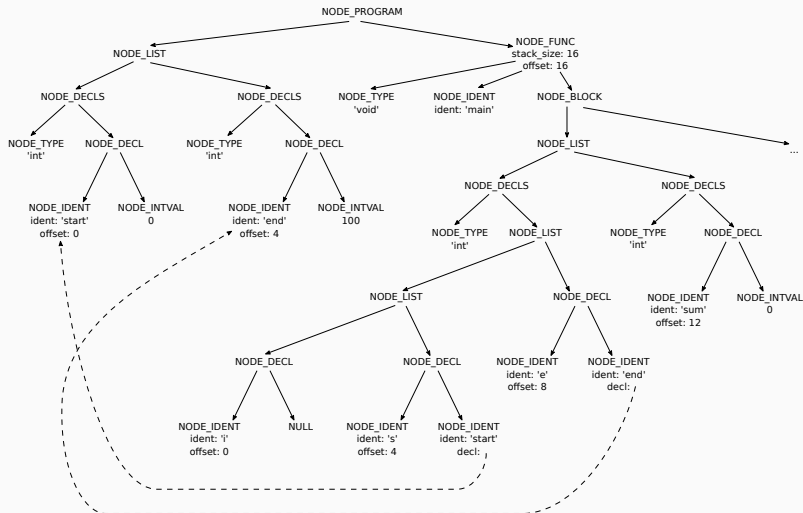 NODE_PROGRAM
NODE_LIST
NODE_FUNC
stack_size: 16
offset: 16
NODE_DECLS
NODE_DECLS
NODE_TYPE
'void'
NODE_IDENT
ident: 'main'
NODE_BLOCK
NODE_TYPE
'int'
NODE_DECL
NODE_TYPE
'int'
NODE_DECL
NODE_LIST
...
NODE_IDENT
ident: 'start'
offset: 0
NODE_INTVAL
0
NODE_IDENT
ident: 'end'
offset: 4
NODE_INTVAL
100
NODE_DECLS
NODE_DECLS
NODE_TYPE
'int'
NODE_LIST
NODE_TYPE
'int'
NODE_DECL
NODE_LIST
NODE_DECL
NODE_IDENT
ident: 'sum'
offset: 12
NODE_INTVAL
0
NODE_DECL
NODE_DECL
NODE_IDENT
ident: 'e'
offset: 8
NODE_IDENT
ident: 'end'
decl:
NODE_IDENT
ident: 'i'
offset: 0
NULL
NODE_IDENT
ident: 's'
offset: 4
NODE_IDENT
ident: 'start'
decl: